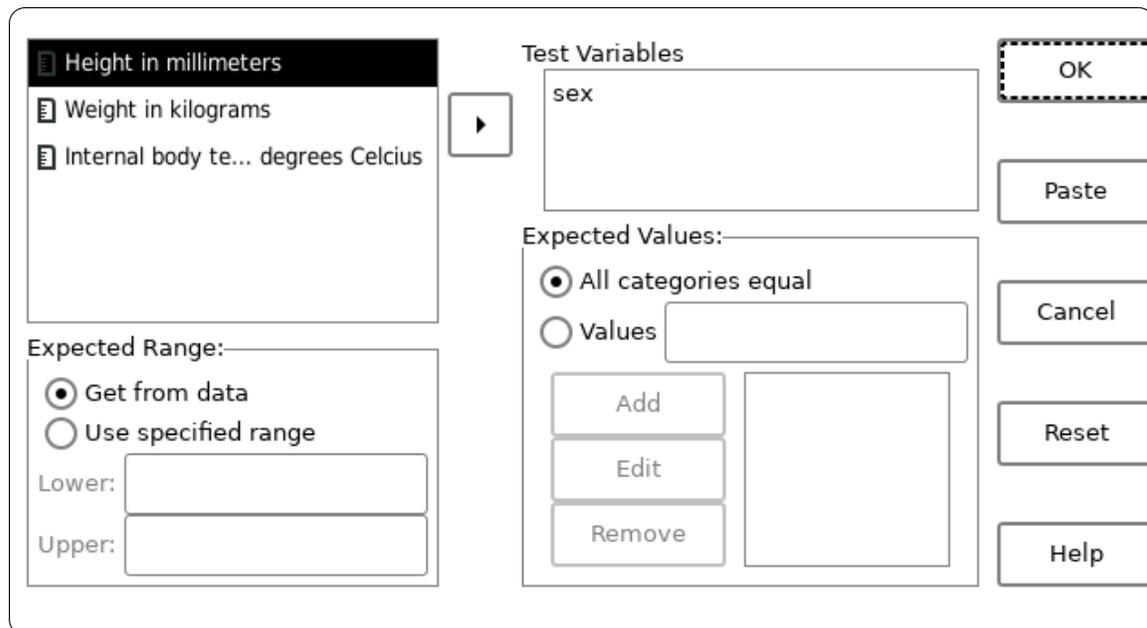 Height in millimeters
Weight in kilograms
Internal body te... degrees Celcius
Test Variables
sex
Expected Values:
All categories equal
Values
Add
Edit
Remove
Expected Range:
Get from data
Use specified range
Lower:
Upper:
OK
Paste
Cancel
Reset
Help